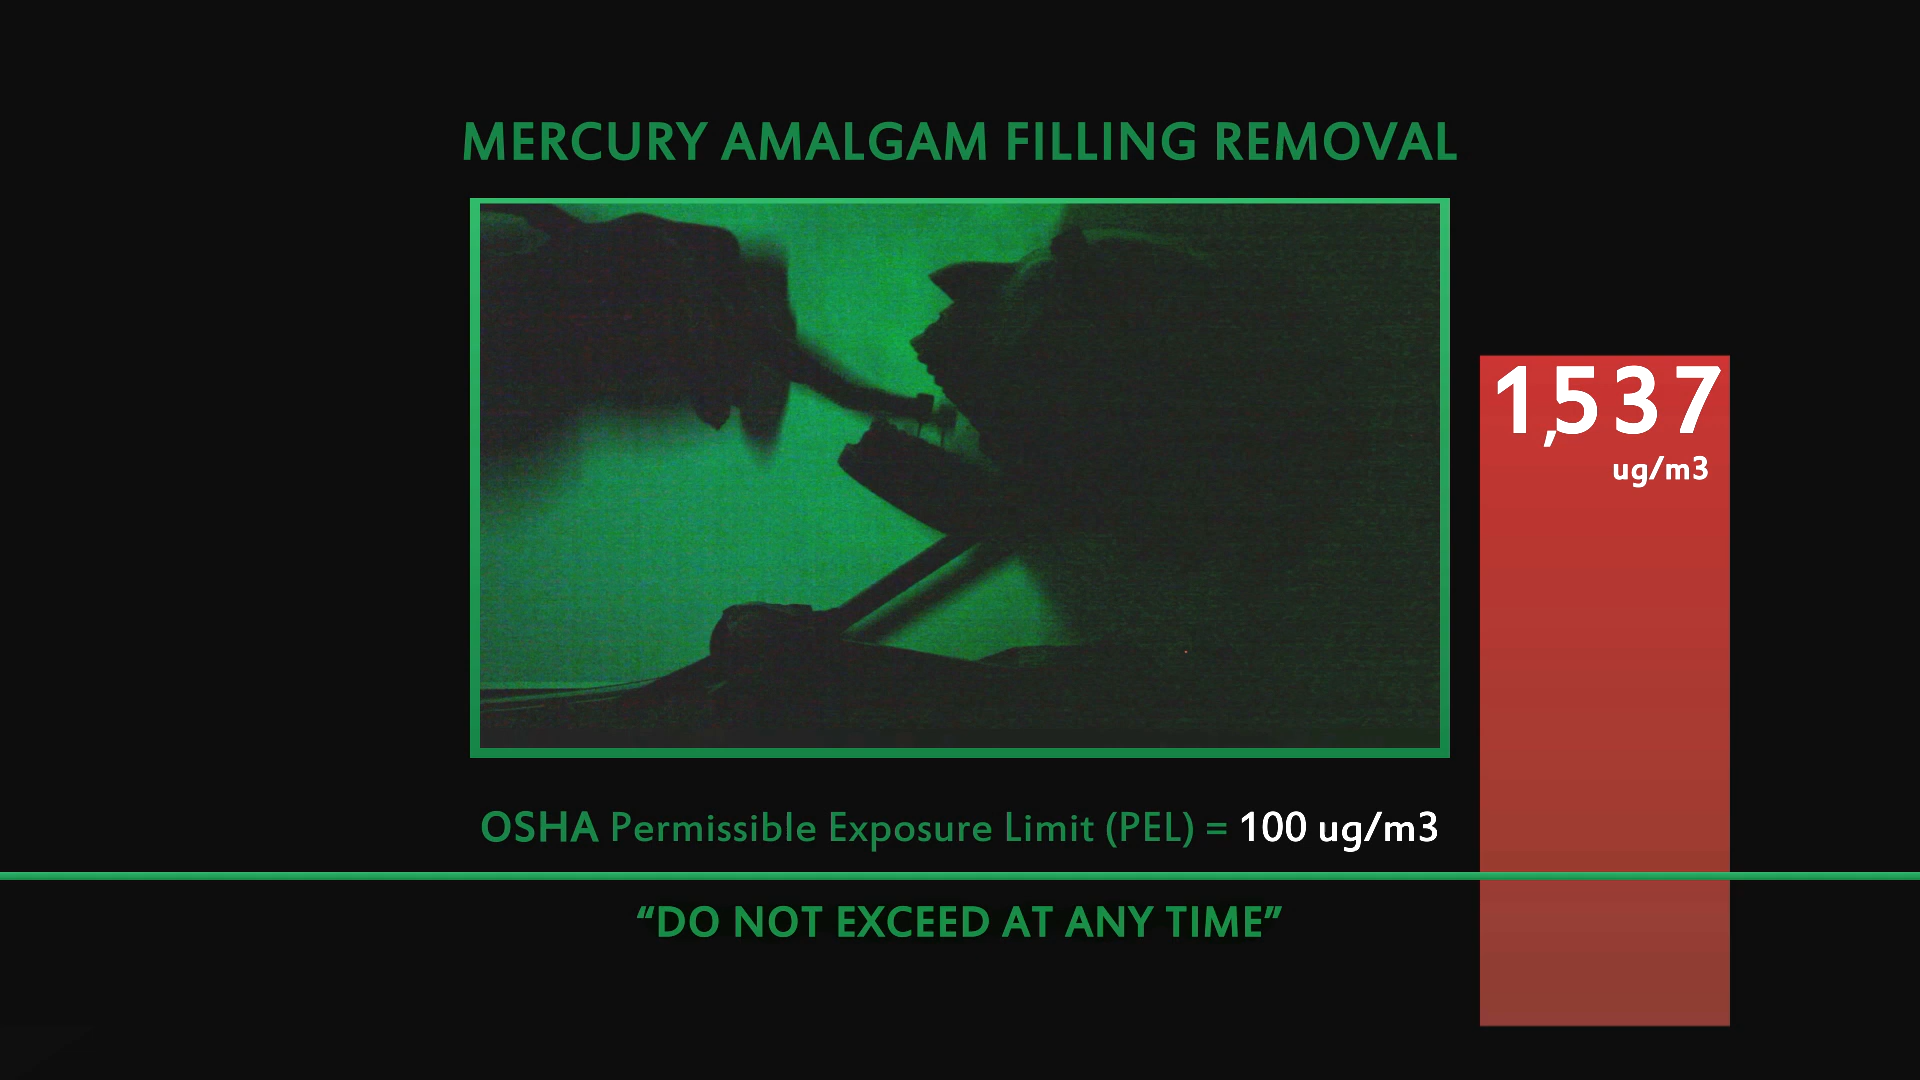 MERCURY AMALGAM FILLING REMOVAL
1,537
ug/m3
OSHA Permissible Exposure Limit (PEL) = 100 ug/m3
“DO NOT EXCEED AT ANY TIME”